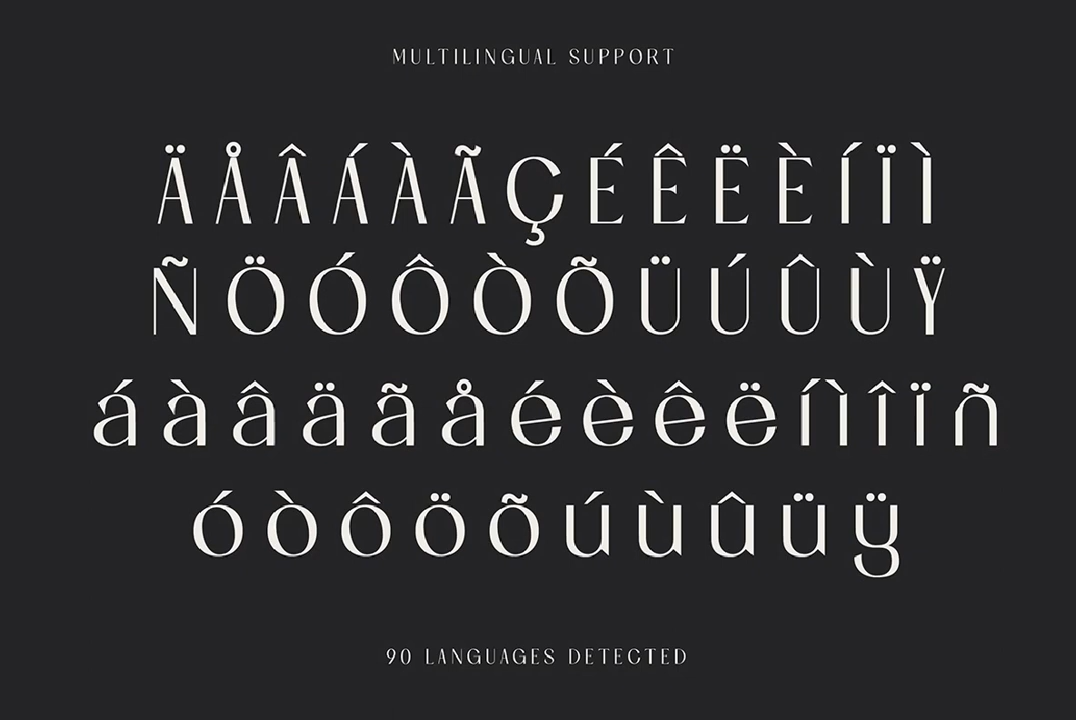 MULTILINGUAL SUPPORT
ÄÅÂÁÀÃÇÉÊËÈÍÏÌ
ÑÖÓÔÒÕÜÚÛÙŸ
áàâäãåéèêëíìîïñ
óòôöõúùûüÿ
90 LANGUAGES DETECTED